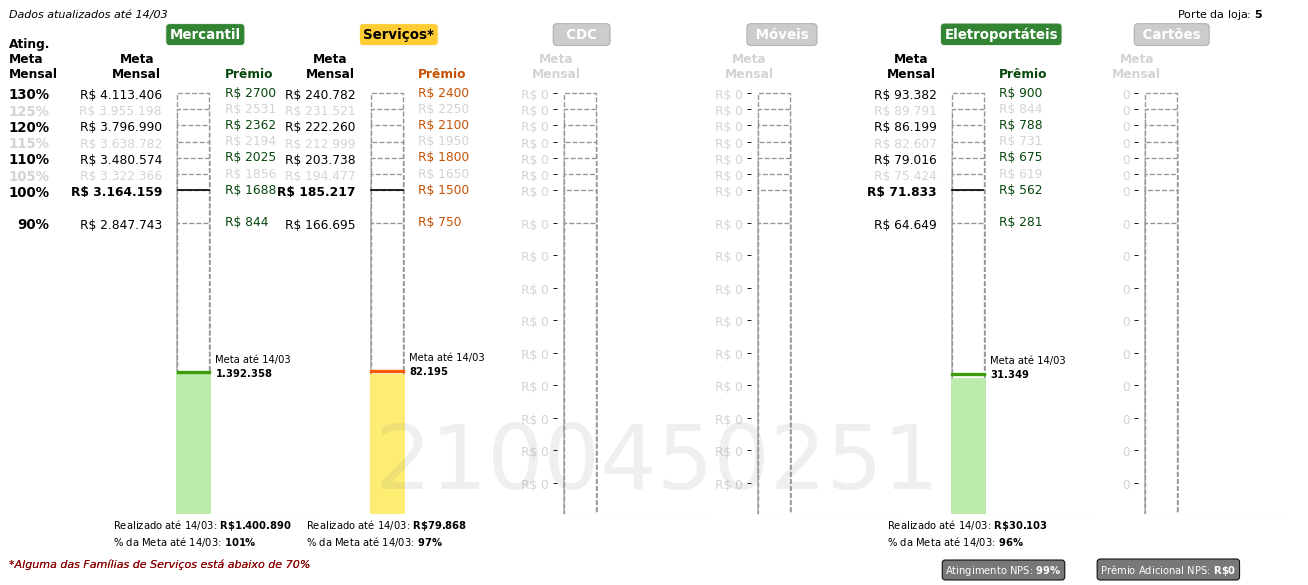 Dados atualizados até 14/03
Porte da loja: 5
Mercantil Serviços* CDC Móveis Eletroportáteis Cartões
Ating.
Meta Meta Meta Meta Meta Meta Meta
Mensal Mensal Prêmio Mensal Prêmio Mensal Mensal Mensal Prêmio Mensal
130% R$ 4.113.406 R$ 2700 R$ 240.782 R$ 2400 R$ 0 R$ 0 R$ 93.382 R$ 900 0
125% R$ 3.955.198 R$ 2531 R$ 231.521 R$ 2250 R$ 0 R$ 0 R$ 89.791 R$ 844 0
120% R$ 3.796.990 R$ 2362 R$ 222.260 R$ 2100 R$ 0 R$ 0 R$ 86.199 R$ 788 0
115% R$ 3.638.782 R$ 2194 R$ 212.999 R$ 1950 R$ 0 R$ 0 R$ 82.607 R$ 731 0
110% R$ 3.480.574 R$ 2025 R$ 203.738 R$ 1800 R$ 0 R$ 0 R$ 79.016 R$ 675 0
105% R$ 3.322.366 R$ 1856 R$ 194.477 R$ 1650 R$ 0 R$ 0 R$ 75.424 R$ 619 0
100% R$ 3.164.159 R$ 1688 R$ 185.217 R$ 1500 R$ 0 R$ 0 R$ 71.833 R$ 562 0
90% R$ 2.847.743 R$ 844 R$ 166.695 R$ 750 R$ 0 R$ 0 R$ 64.649 R$ 281 0
R$ 0 R$ 0 0
R$ 0 R$ 0 0
R$ 0 R$ 0 0
R$ 0 R$ 0 0
Meta até 14/03 Meta até 14/03 Meta até 14/03
1.392.358 82.195 31.349
R$ 0 R$ 0 0
R$ 0 R$ 0 0
R$ 0 R$ 0 0
R$ 0 R$ 0 0
2100450251
Realizado até 14/03: R$1.400.890 Realizado até 14/03: R$79.868 Realizado até 14/03: R$30.103
% da Meta até 14/03: 101% % da Meta até 14/03: 97% % da Meta até 14/03: 96%
*Alguma das Famílias de Serviços está abaixo de 70%
Atingimento NPS: 99% Prêmio Adicional NPS: R$0